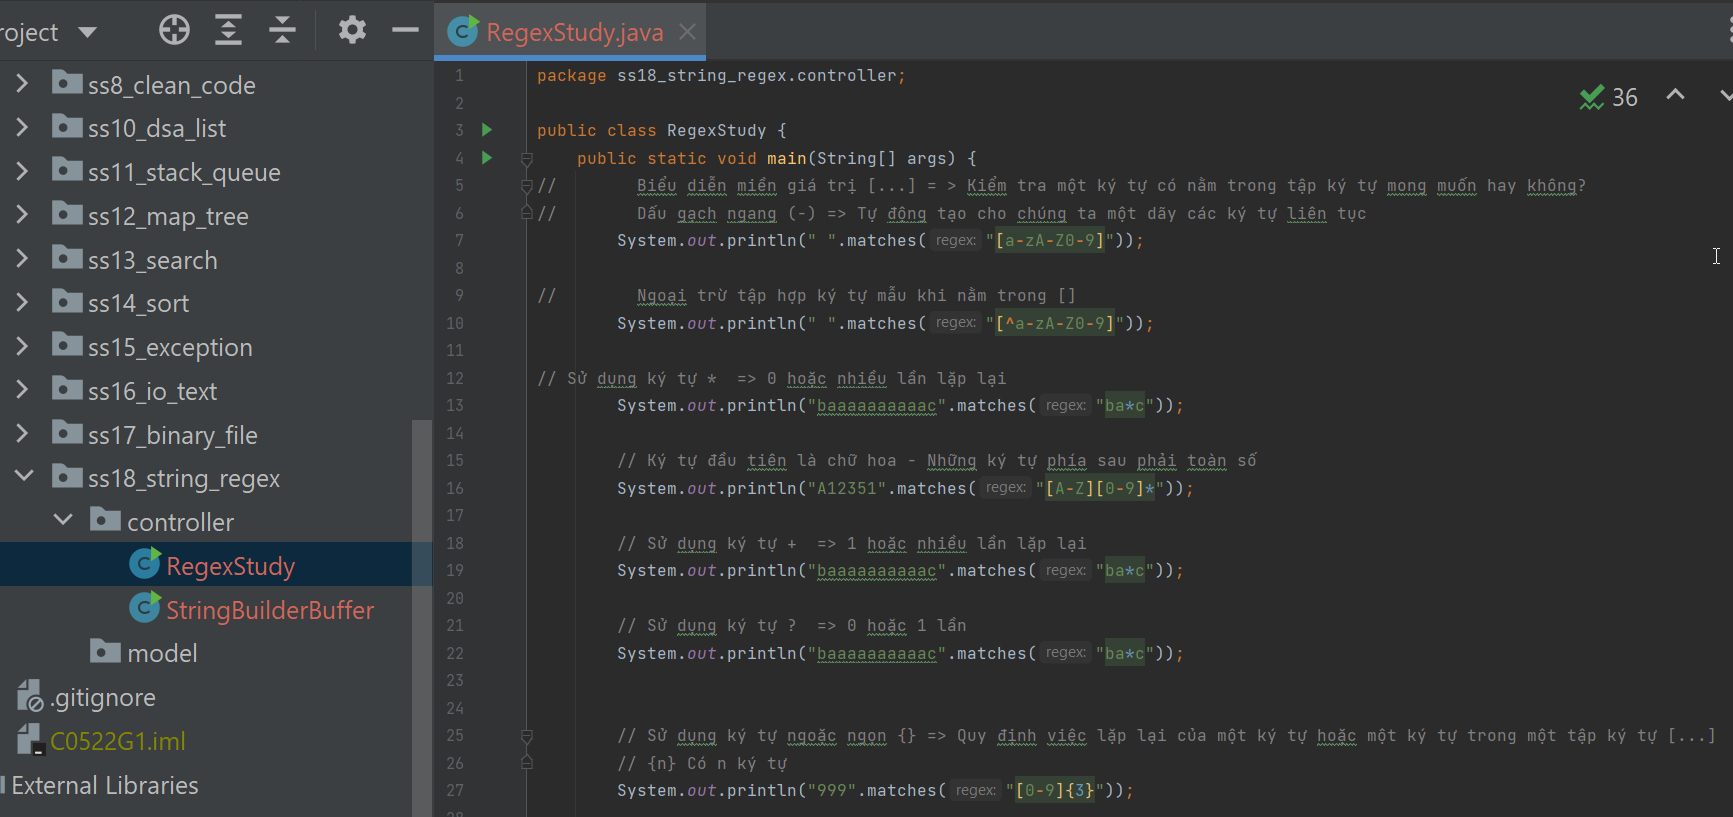 roject
RegexStudy.java
ss8_clean_code
ss10_dsa_list
ss11_stack_queue
ss12_map_tree
ss13_search
ss14_sort
ss15_exception
ss16_io_text
ss17_binary_file
ss18_string_regex
controller
RegexStudy
StringBuilderBuffer
model
.gitignore
C0522G1.iml
External Libraries
36
1 package ss18_string_regex.controller;
2
3 public class RegexStudy {
4 public static void main(String[] args) {
5 // Biểu diễn miền giá trị [...] = > Kiểm tra một ký tự có nằm trong tập ký tự mong muốn hay không?
6 // Dấu gạch ngang (-) => Tự động tạo cho chúng ta một dãy các ký tự liên tục
7 System.out.println(" ".matches( regex: "[a-zA-Z0-9]"));
8
9 // Ngoại trừ tập hợp ký tự mẫu khi nằm trong []
10 System.out.println(" ".matches( regex: "[^a-zA-Z0-9]"));
11
12 // Sử dụng ký tự * => 0 hoặc nhiều lần lặp lại
13 System.out.println("baaaaaaaaaac".matches( regex: "ba*c"));
14
15 // Ký tự đầu tiên là chữ hoa - Những ký tự phía sau phải toàn số
16 System.out.println("A12351".matches( regex: "[A-Z][0-9]*"));
17
18 // Sử dụng ký tự + => 1 hoặc nhiều lần lặp lại
19 System.out.println("baaaaaaaaaac".matches( regex: "ba*c"));
20
21 // Sử dụng ký tự ? => 0 hoặc 1 lần
22 System.out.println("baaaaaaaaaac".matches( regex: "ba*c"));
23
24
25 // Sử dụng ký tự ngoặc ngọn {} => Quy định việc lặp lại của một ký tự hoặc một ký tự trong một tập ký tự [...]
26 // {n} Có n ký tự
27 System.out.println("999".matches( regex: "[0-9]{3}"));
28